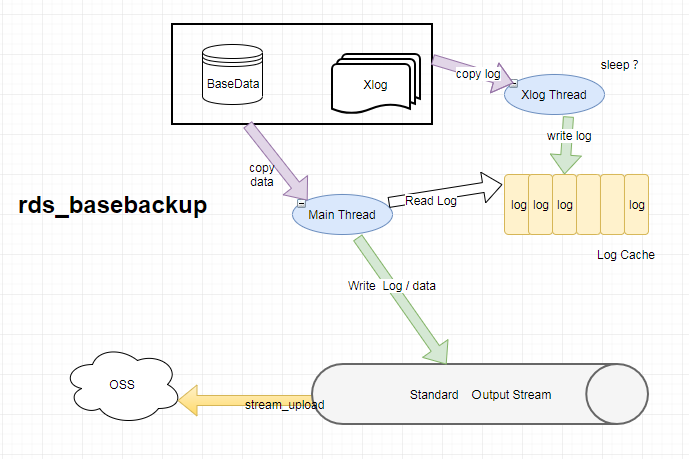 sleep ?
copy log
BaseData
Xlog
Xlog Thread
write log
copy
data
rds_basebackup
Main Thread
Read Log
log
log
log
log
Log Cache
Write Log / data
OSS
stream_upload
Standard Output Stream